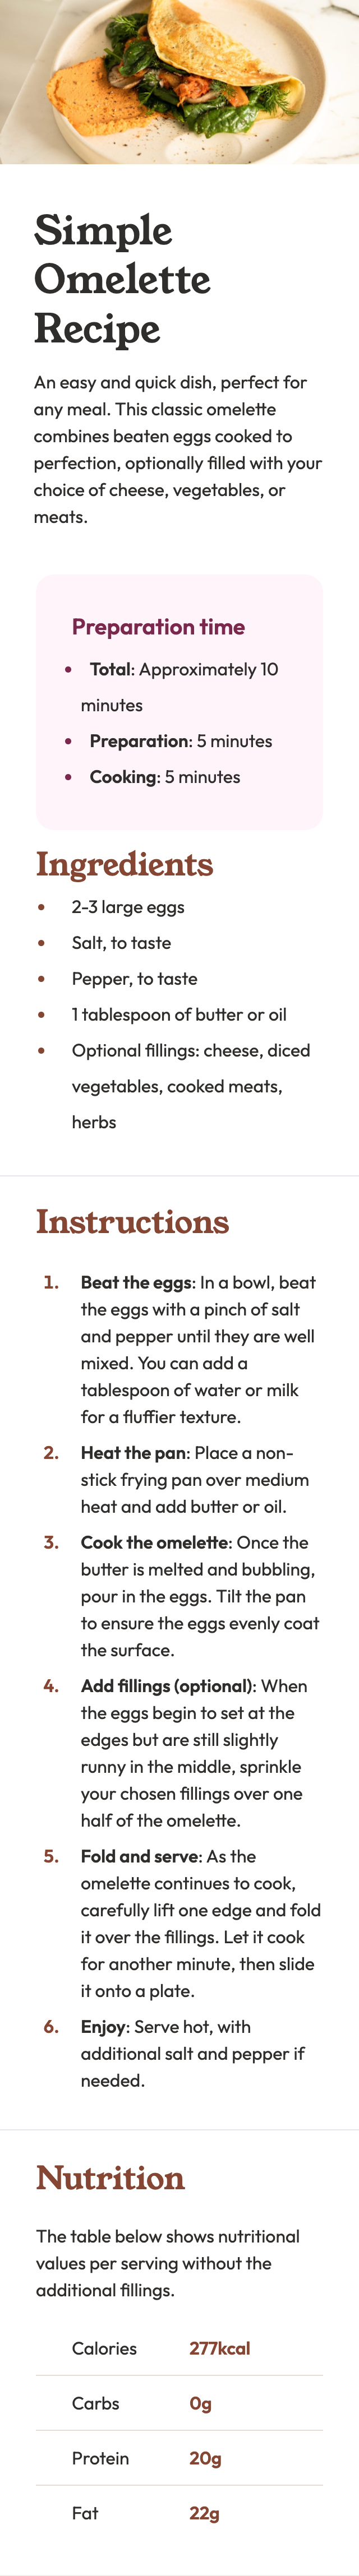 Simple
Omelette
Recipe
An easy and quick dish, perfect for
any meal. This classic omelette
combines beaten eggs cooked to
perfection, optionally filled with your
choice of cheese, vegetables, or
meats.
Preparation time
• Total: Approximately 10
minutes
• Preparation: 5 minutes
• Cooking: 5 minutes
Ingredients
• 2-3 large eggs
• Salt, to taste
• Pepper, to taste
• 1 tablespoon of butter or oil
• Optional fillings: cheese, diced
vegetables, cooked meats,
herbs
Instructions
1. Beat the eggs: In a bowl, beat
the eggs with a pinch of salt
and pepper until they are well
mixed. You can add a
tablespoon of water or milk
for a fluffier texture.
2. Heat the pan: Place a non-
stick frying pan over medium
heat and add butter or oil.
3. Cook the omelette: Once the
butter is melted and bubbling,
pour in the eggs. Tilt the pan
to ensure the eggs evenly coat
the surface.
4. Add fillings (optional): When
the eggs begin to set at the
edges but are still slightly
runny in the middle, sprinkle
your chosen fillings over one
half of the omelette.
5. Fold and serve: As the
omelette continues to cook,
carefully lift one edge and fold
it over the fillings. Let it cook
for another minute, then slide
it onto a plate.
6. Enjoy: Serve hot, with
additional salt and pepper if
needed.
Nutrition
The table below shows nutritional
values per serving without the
additional fillings.
Calories 277kcal
Carbs 0g
Protein 20g
Fat 22g